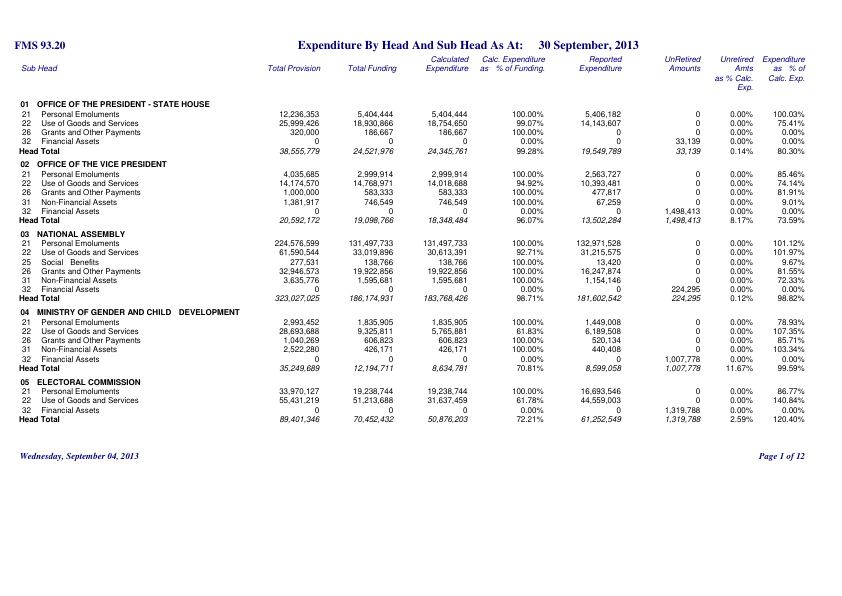 FMS 93.20 Expenditure By Head And Sub Head As At: 30 September, 2013
Sub Head Total Provision Total Funding Calculated Expenditure Calc. Expenditure as % of Funding. Reported Expenditure UnRetired Amounts Unretired Amts as % Calc. Exp. Expenditure as % of Calc. Exp.
01 OFFICE OF THE PRESIDENT - STATE HOUSE
21 Personal Emoluments 12,236,353 5,404,444 5,404,444 100.00% 5,406,182 0 0.00% 100.03%
22 Use of Goods and Services 25,999,426 18,930,866 18,754,650 99.07% 14,143,607 0 0.00% 75.41%
26 Grants and Other Payments 320,000 186,667 186,667 100.00% 0 0 0.00% 0.00%
32 Financial Assets 0 0 0 0.00% 0 33,139 0.00% 0.00%
Head Total 38,555,779 24,521,976 24,345,761 99.28% 19,549,789 33,139 0.14% 80.30%
02 OFFICE OF THE VICE PRESIDENT
21 Personal Emoluments 4,035,685 2,999,914 2,999,914 100.00% 2,563,727 0 0.00% 85.46%
22 Use of Goods and Services 14,174,570 14,768,971 14,018,688 94.92% 10,393,481 0 0.00% 74.14%
26 Grants and Other Payments 1,000,000 583,333 583,333 100.00% 477,817 0 0.00% 81.91%
31 Non-Financial Assets 1,381,917 746,549 746,549 100.00% 67,259 0 0.00% 9.01%
32 Financial Assets 0 0 0 0.00% 0 1,498,413 0.00% 0.00%
Head Total 20,592,172 19,098,766 18,348,484 96.07% 13,502,284 1,498,413 8.17% 73.59%
03 NATIONAL ASSEMBLY
21 Personal Emoluments 224,576,599 131,497,733 131,497,733 100.00% 132,971,528 0 0.00% 101.12%
22 Use of Goods and Services 61,590,544 33,019,896 30,613,391 92.71% 31,215,575 0 0.00% 101.97%
25 Social Benefits 277,531 138,766 138,766 100.00% 13,420 0 0.00% 9.67%
26 Grants and Other Payments 32,946,573 19,922,856 19,922,856 100.00% 16,247,874 0 0.00% 81.55%
31 Non-Financial Assets 3,635,776 1,595,681 1,595,681 100.00% 1,154,146 0 0.00% 72.33%
32 Financial Assets 0 0 0 0.00% 0 224,295 0.00% 0.00%
Head Total 323,027,025 186,174,931 183,768,426 98.71% 181,602,542 224,295 0.12% 98.82%
04 MINISTRY OF GENDER AND CHILD DEVELOPMENT
21 Personal Emoluments 2,993,452 1,835,905 1,835,905 100.00% 1,449,008 0 0.00% 78.93%
22 Use of Goods and Services 28,693,688 9,325,811 5,765,881 61.83% 6,189,508 0 0.00% 107.35%
26 Grants and Other Payments 1,040,269 606,823 606,823 100.00% 520,134 0 0.00% 85.71%
31 Non-Financial Assets 2,522,280 426,171 426,171 100.00% 440,408 0 0.00% 103.34%
32 Financial Assets 0 0 0 0.00% 0 1,007,778 0.00% 0.00%
Head Total 35,249,689 12,194,711 8,634,781 70.81% 8,599,058 1,007,778 11.67% 99.59%
05 ELECTORAL COMMISSION
21 Personal Emoluments 33,970,127 19,238,744 19,238,744 100.00% 16,693,546 0 0.00% 86.77%
22 Use of Goods and Services 55,431,219 51,213,688 31,637,459 61.78% 44,559,003 0 0.00% 140.84%
32 Financial Assets 0 0 0 0.00% 0 1,319,788 0.00% 0.00%
Head Total 89,401,346 70,452,432 50,876,203 72.21% 61,252,549 1,319,788 2.59% 120.40%
Wednesday, September 04, 2013 Page 1 of 12